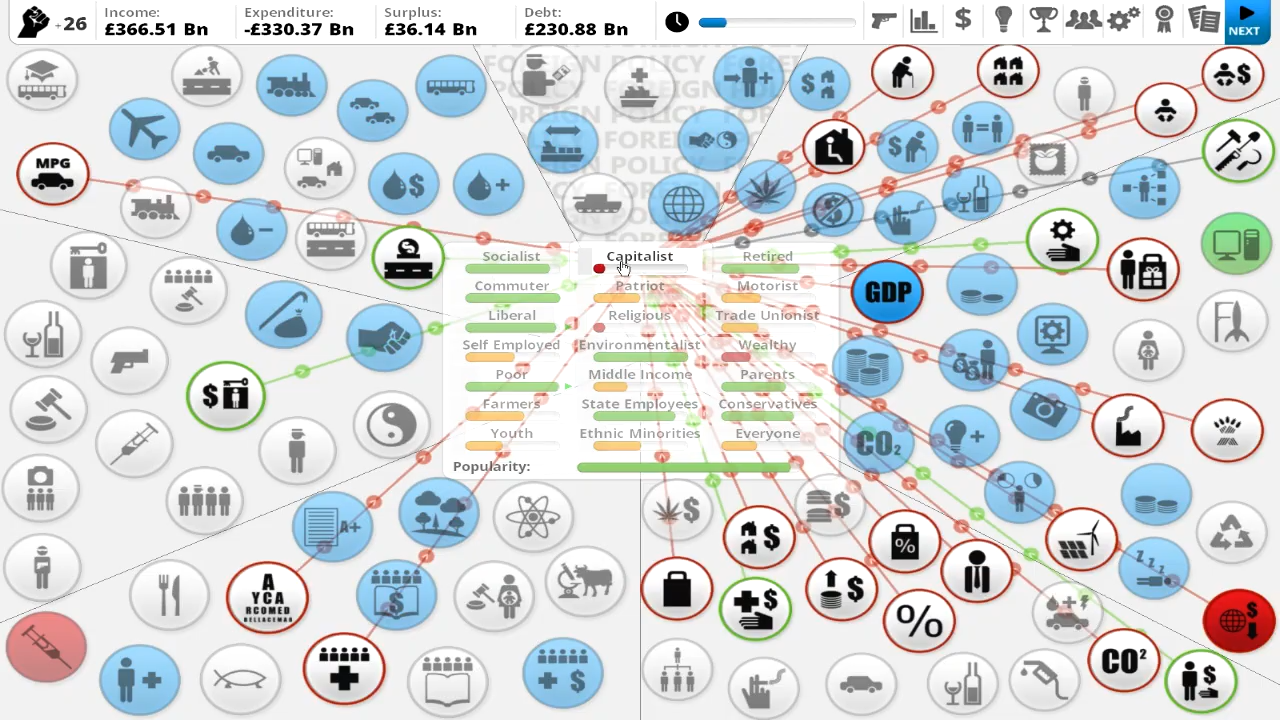 +26
Income:
£366.51 Bn
Expenditure:
-£330.37 Bn
Surplus:
£36.14 Bn
Debt:
£230.88 Bn
NEXT
FOREIGN POLICY
MPG
GDP
Socialist
Capitalist
Retired
Commuter
Patriot
Motorist
Liberal
Religious
Trade Unionist
Self Employed
Environmentalist
Wealthy
Poor
Middle Income
Parents
Farmers
State Employees
Conservatives
Youth
Ethnic Minorities
Everyone
Popularity:
CO2
A+
A
YCA
RCOMED
DELLACEMAD
%
%
CO²